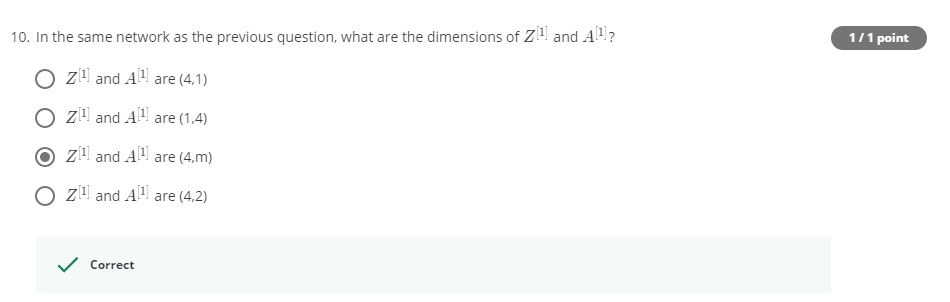 10. In the same network as the previous question, what are the dimensions of Z[1] and A[1]?
1 / 1 point
Z[1] and A[1] are (4,1)
Z[1] and A[1] are (1,4)
Z[1] and A[1] are (4,m)
Z[1] and A[1] are (4,2)
Correct